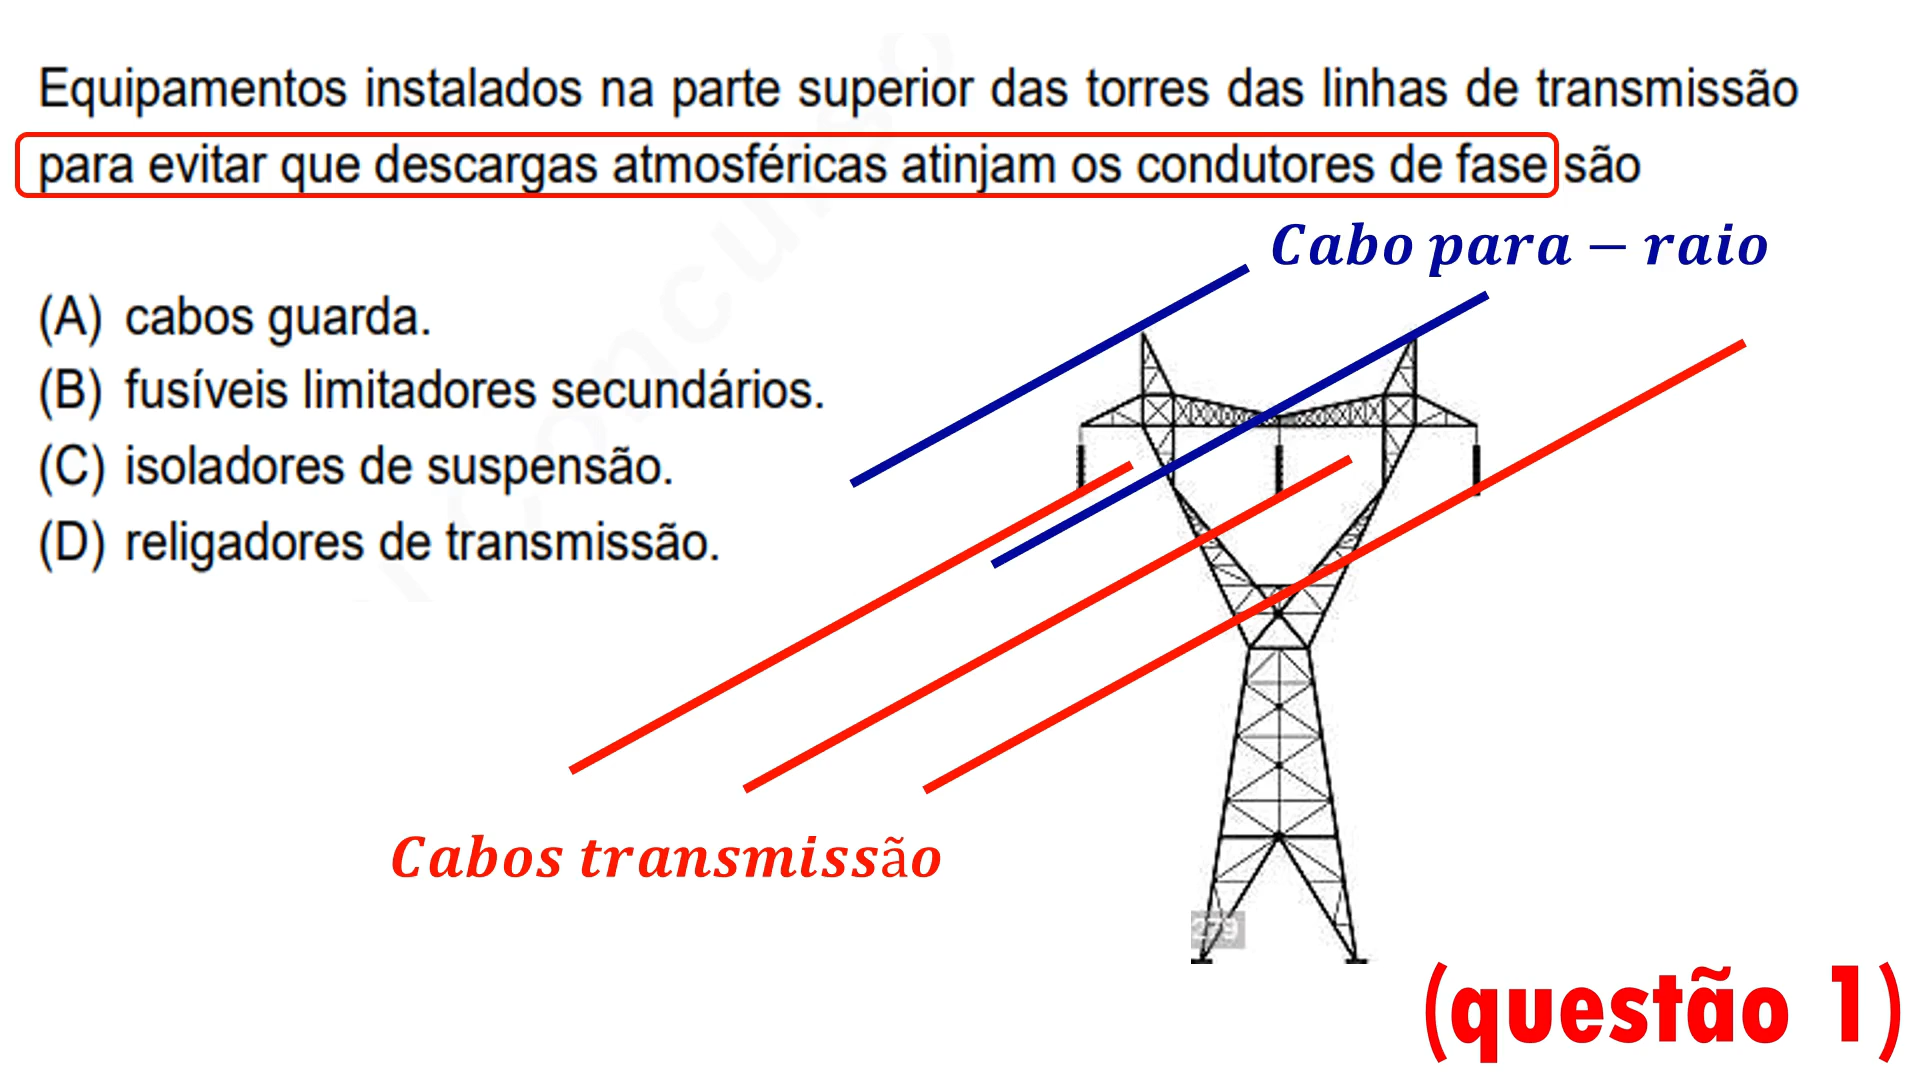 Equipamentos instalados na parte superior das torres das linhas de transmissão
para evitar que descargas atmosféricas atinjam os condutores de fase são
Cabo para – raio
(A) cabos guarda.
(B) fusíveis limitadores secundários.
(C) isoladores de suspensão.
(D) religadores de transmissão.
Cabos transmissão
279
(questão 1)